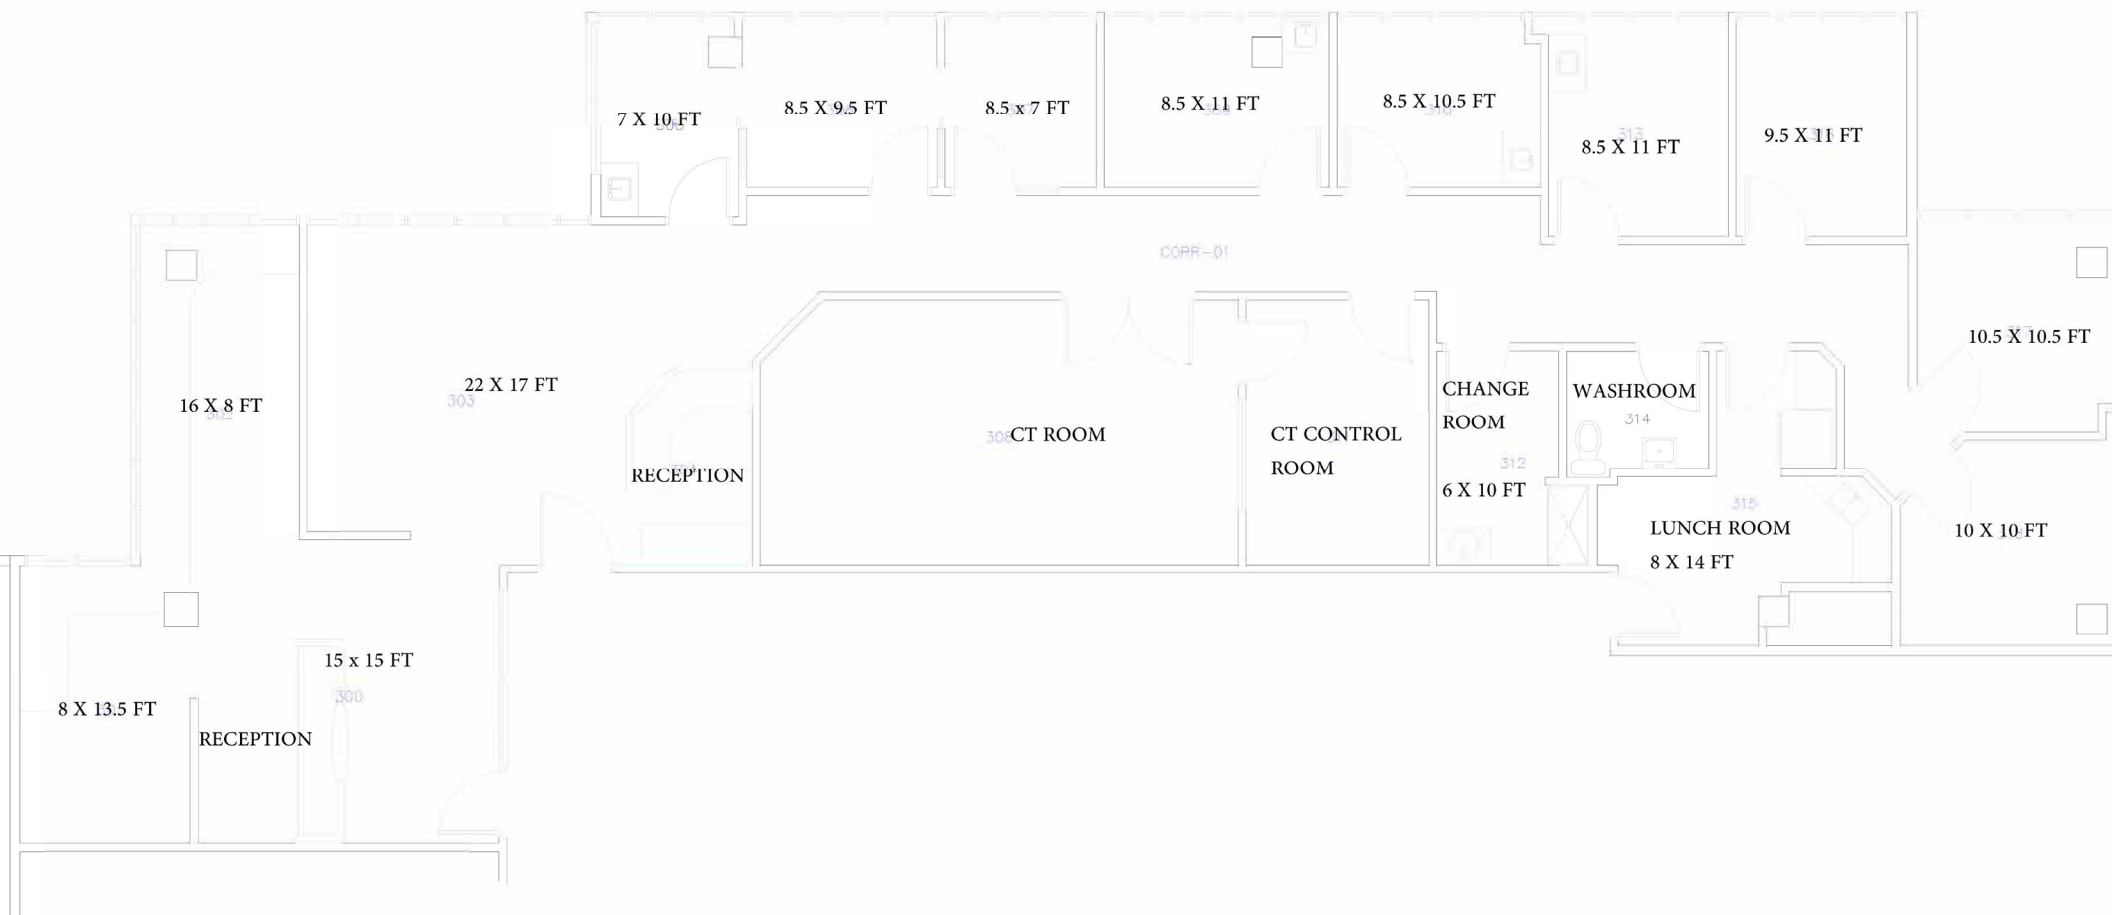 7 X 10 FT
8.5 X 9.5 FT
8.5 x 7 FT
8.5 X 11 FT
8.5 X 10.5 FT
313
8.5 X 11 FT
9.5 X 11 FT
CORR-01
10.5 X 10.5 FT
16 X 8 FT
22 X 17 FT
303
RECEPTION
308
CT ROOM
CT CONTROL
ROOM
CHANGE
ROOM
312
6 X 10 FT
WASHROOM
314
315
LUNCH ROOM
8 X 14 FT
10 X 10 FT
15 x 15 FT
300
8 X 13.5 FT
RECEPTION